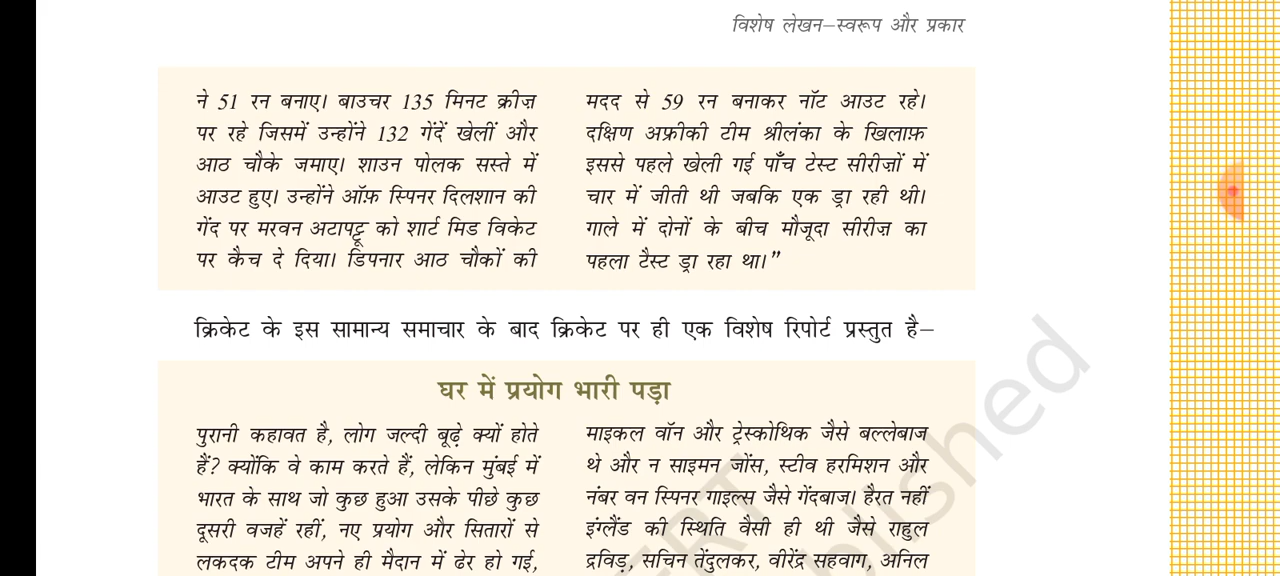 विशेष लेखन–स्वरूप और प्रकार
ने 51 रन बनाए। बाउचर 135 मिनट क्रीज़
पर रहे जिसमें उन्होंने 132 गेंदें खेलीं और
आठ चौके जमाए। शाउन पोलक सस्ते में
आउट हुए। उन्होंने ऑफ़ स्पिनर दिलशान की
गेंद पर मरवन अटापट्टू को शार्ट मिड विकेट
पर कैच दे दिया। डिपनार आठ चौकों की
मदद से 59 रन बनाकर नॉट आउट रहे।
दक्षिण अफ्रीकी टीम श्रीलंका के खिलाफ़
इससे पहले खेली गई पाँच टेस्ट सीरीज़ों में
चार में जीती थी जबकि एक ड्रा रही थी।
गाले में दोनों के बीच मौजूदा सीरीज़ का
पहला टैस्ट ड्रा रहा था।”
क्रिकेट के इस सामान्य समाचार के बाद क्रिकेट पर ही एक विशेष रिपोर्ट प्रस्तुत है–
घर में प्रयोग भारी पड़ा
पुरानी कहावत है, लोग जल्दी बूढ़े क्यों होते
हैं? क्योंकि वे काम करते हैं, लेकिन मुंबई में
भारत के साथ जो कुछ हुआ उसके पीछे कुछ
दूसरी वजहें रहीं, नए प्रयोग और सितारों से
लकदक टीम अपने ही मैदान में ढेर हो गई,
माइकल वॉन और ट्रेस्कोथिक जैसे बल्लेबाज
थे और न साइमन जोंस, स्टीव हरमिशन और
नंबर वन स्पिनर गाइल्स जैसे गेंदबाज। हैरत नहीं
इंग्लैंड की स्थिति वैसी ही थी जैसे राहुल
द्रविड़, सचिन तेंदुलकर, वीरेंद्र सहवाग, अनिल